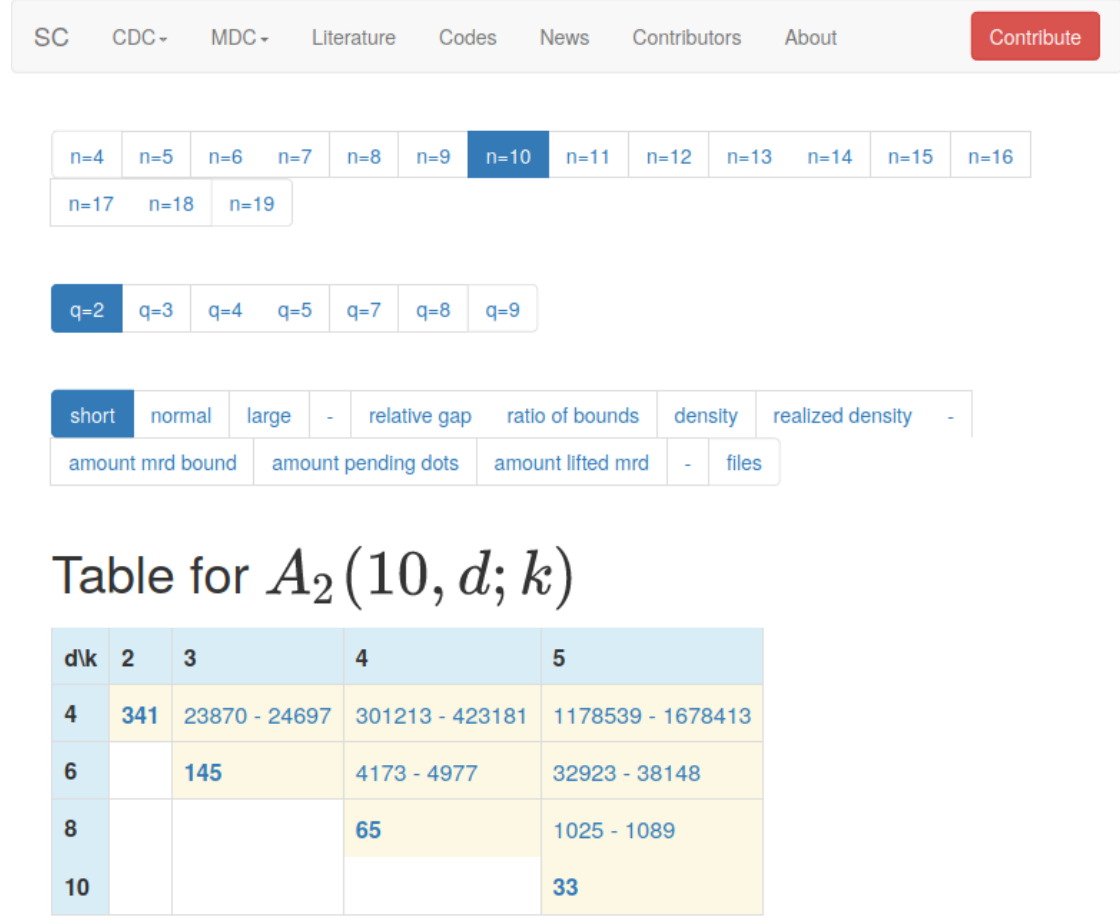 SC CDC MDC Literature Codes News Contributors About Contribute
n=4 n=5 n=6 n=7 n=8 n=9 n=10 n=11 n=12 n=13 n=14 n=15 n=16
n=17 n=18 n=19
q=2 q=3 q=4 q=5 q=7 q=8 q=9
short normal large - relative gap ratio of bounds density realized density -
amount mrd bound amount pending dots amount lifted mrd - files
Table for A₂(10, d; k)
d\k 2 3 4 5
4 341 23870 - 24697 301213 - 423181 1178539 - 1678413
6 145 4173 - 4977 32923 - 38148
8 65 1025 - 1089
10 33